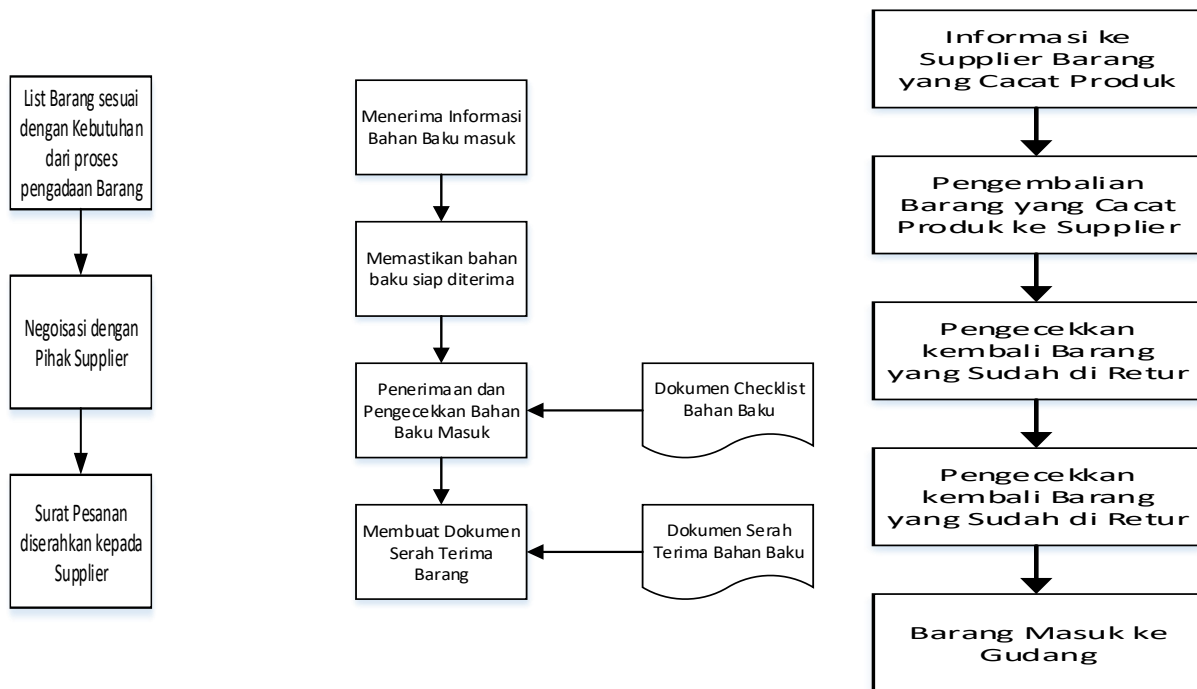 List Barang sesuai
dengan Kebutuhan
dari proses
pengadaan Barang
Negoisasi dengan
Pihak Supplier
Surat Pesanan
diserahkan kepada
Supplier
Menerima Informasi
Bahan Baku masuk
Memastikan bahan
baku siap diterima
Penerimaan dan
Pengecekkan Bahan
Baku Masuk
Dokumen Checklist
Bahan Baku
Membuat Dokumen
Serah Terima
Barang
Dokumen Serah
Terima Bahan Baku
Informasi ke
Supplier Barang
yang Cacat Produk
Pengembalian
Barang yang Cacat
Produk ke Supplier
Pengecekkan
kembali Barang
yang Sudah di Retur
Pengecekkan
kembali Barang
yang Sudah di Retur
Barang Masuk ke
Gudang